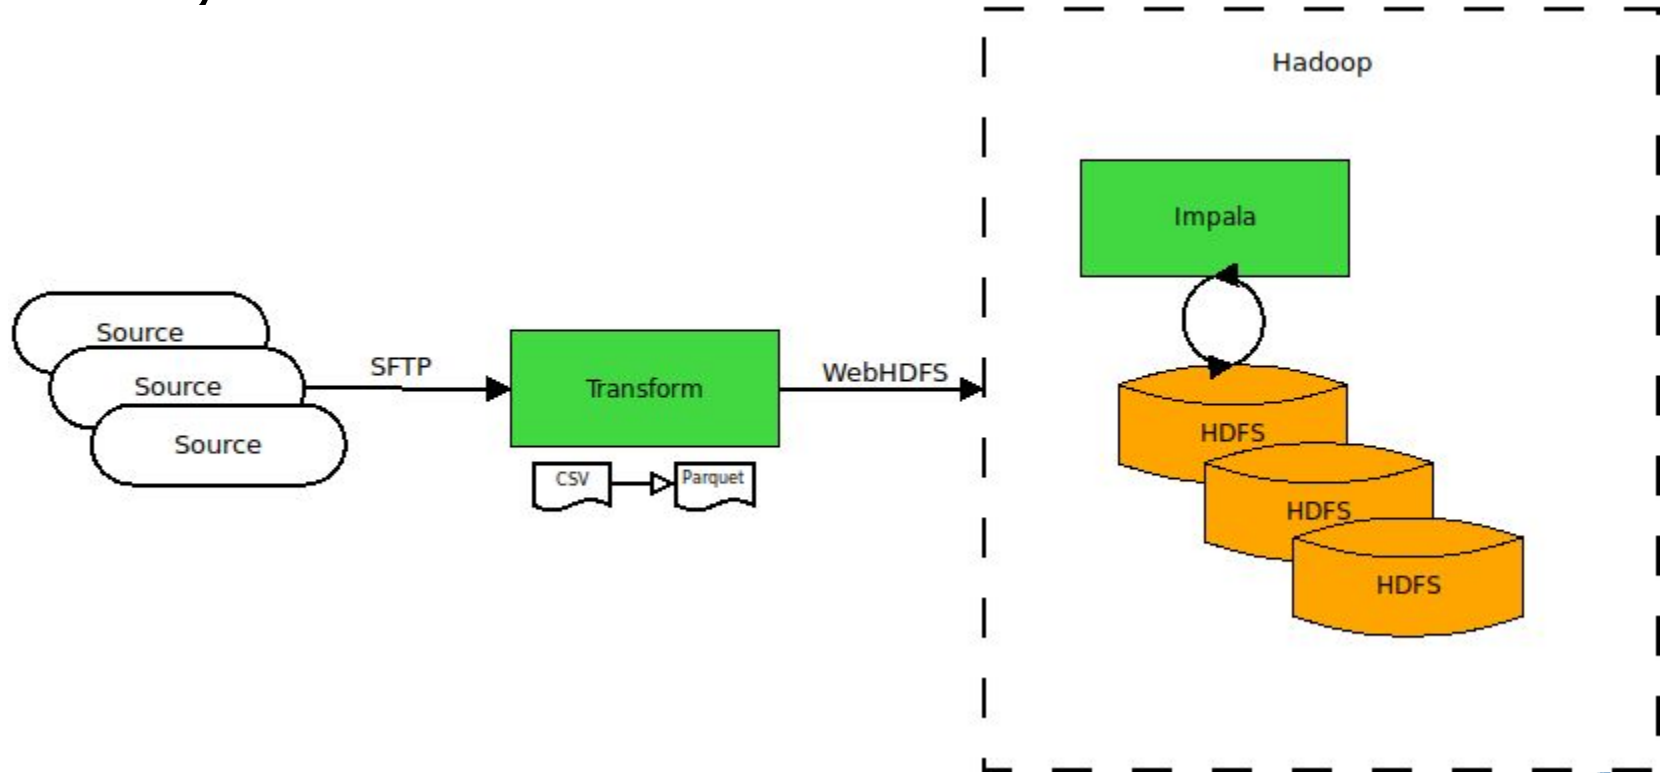 Hadoop
Impala
Source
Source
Source
SFTP
Transform
WebHDFS
CSV
Parquet
HDFS
HDFS
HDFS